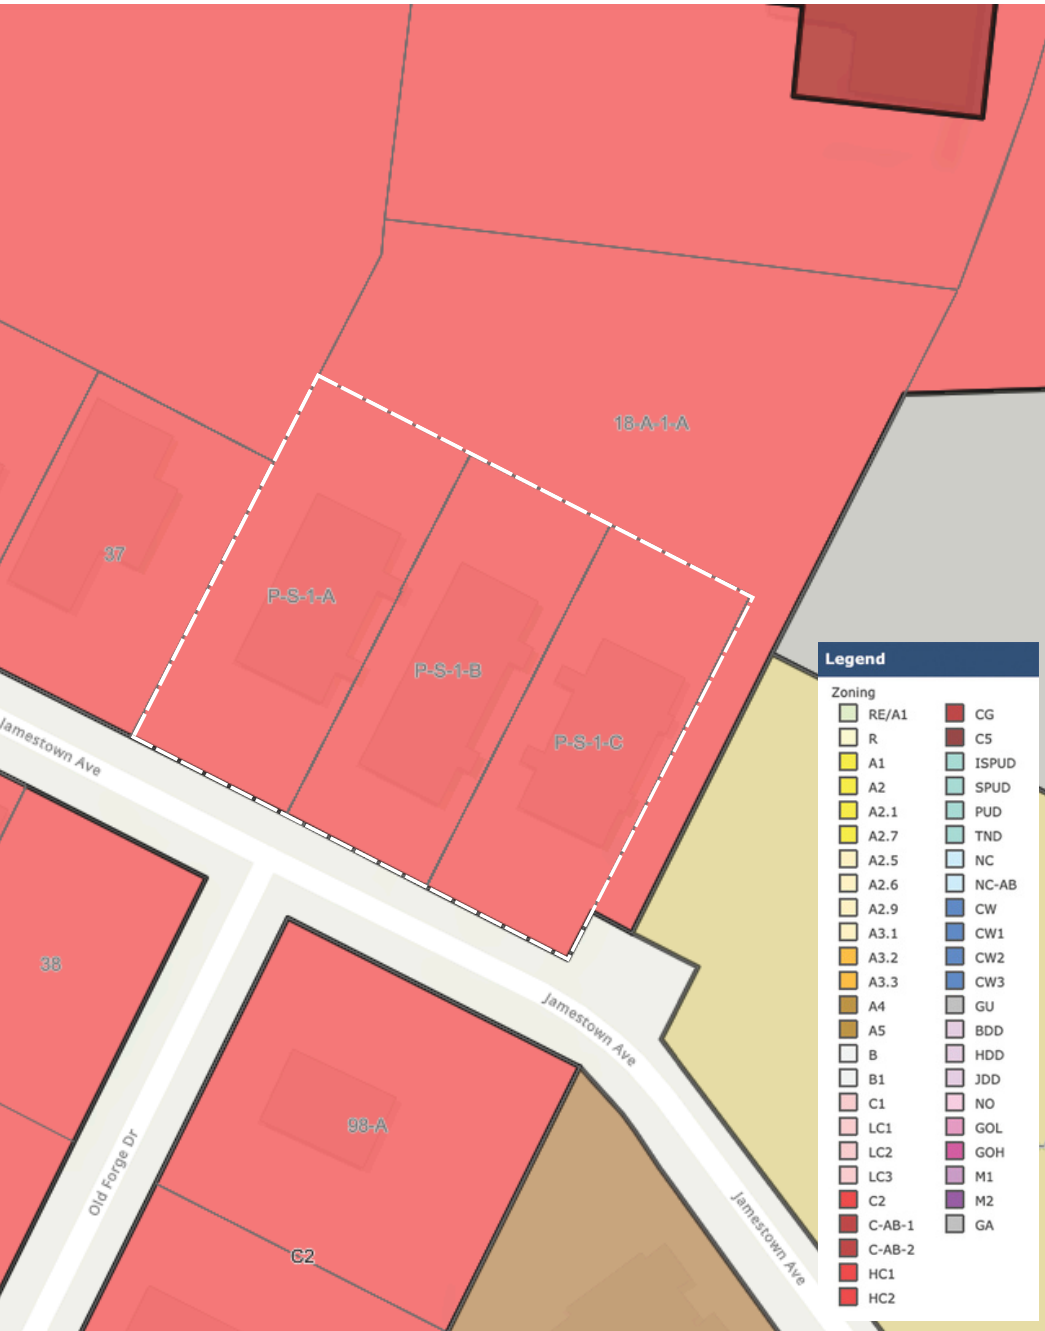 18-A-1-A
37
P-S-1-A
P-S-1-B
P-S-1-C
Jamestown Ave
38
Jamestown Ave
98-A
Old Forge Dr
Jamestown Ave
C2
Legend
Zoning
RE/A1
R
A1
A2
A2.1
A2.7
A2.5
A2.6
A2.9
A3.1
A3.2
A3.3
A4
A5
B
B1
C1
LC1
LC2
LC3
C2
C-AB-1
C-AB-2
HC1
HC2
CG
C5
ISPUD
SPUD
PUD
TND
NC
NC-AB
CW
CW1
CW2
CW3
GU
BDD
HDD
JDD
NO
GOL
GOH
M1
M2
GA